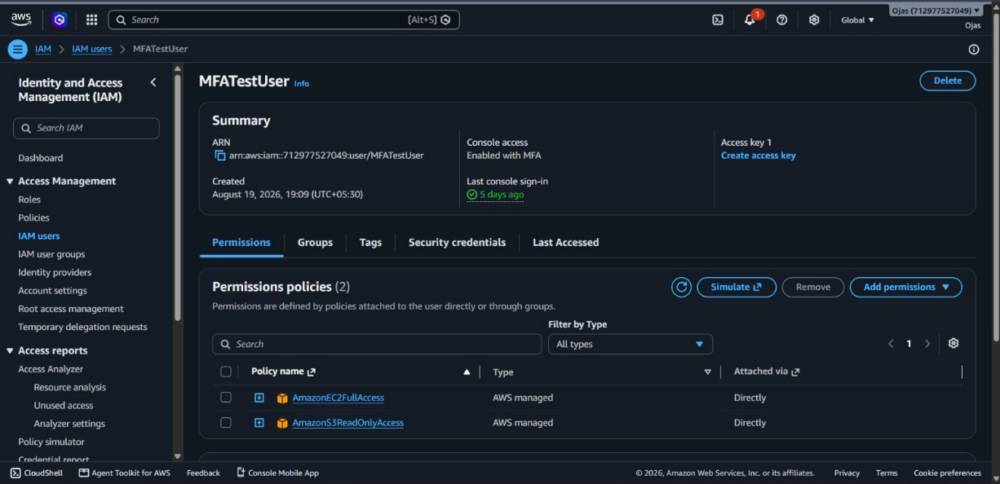 aws
Search [Alt+S]
1
Global ▼
Ojas (712977527049) ▼
Ojas
IAM > IAM users > MFATestUser
Identity and Access Management (IAM)
Search IAM
Dashboard
Access Management
Roles
Policies
IAM users
IAM user groups
Identity providers
Account settings
Root access management
Temporary delegation requests
Access reports
Access Analyzer
Resource analysis
Unused access
Analyzer settings
Policy simulator
Credential report
MFATestUser Info
Delete
Summary
ARN
arn:aws:iam::712977527049:user/MFATestUser
Created
August 19, 2026, 19:09 (UTC+05:30)
Console access
Enabled with MFA
Last console sign-in
5 days ago
Access key 1
Create access key
Permissions Groups Tags Security credentials Last Accessed
Permissions policies (2)
Simulate Remove Add permissions
Permissions are defined by policies attached to the user directly or through groups.
Filter by Type
Search All types
1
Policy name Type Attached via
AmazonEC2FullAccess AWS managed Directly
AmazonS3ReadOnlyAccess AWS managed Directly
CloudShell Agent Toolkit for AWS Feedback Console Mobile App © 2026, Amazon Web Services, Inc. or its affiliates. Privacy Terms Cookie preferences